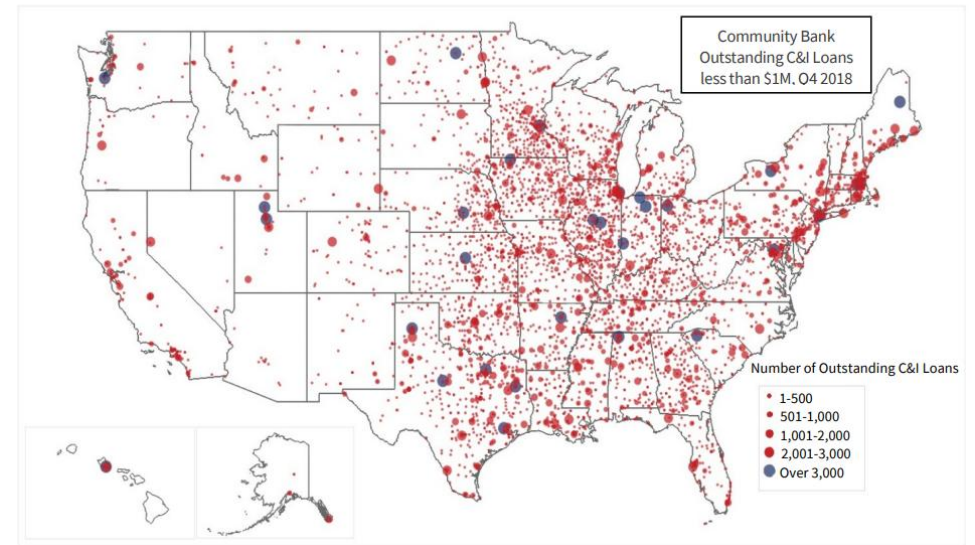 Community Bank
Outstanding C&I Loans
less than $1M, Q4 2018
Number of Outstanding C&I Loans
1-500
501-1,000
1,001-2,000
2,001-3,000
Over 3,000